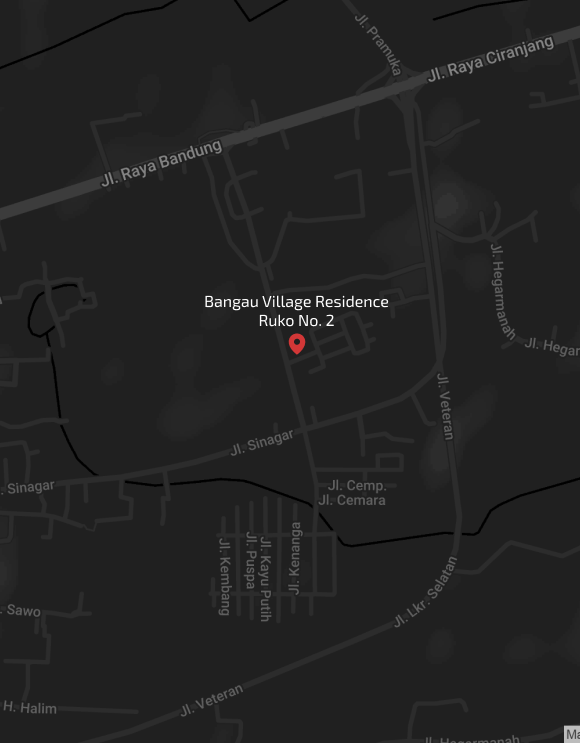 Jl. Pramuka
Jl. Raya Ciranjang
Jl. Raya Bandung
Jl. Hegarmanah
Bangau Village Residence
Ruko No. 2
Jl. Hegar
Jl. Veteran
Jl. Sinagar
. Sinagar
Jl. Cemp.
Jl. Cemara
Jl. Kembang
Jl. Puspa
Jl. Kayu Putih
Jl. Kenanga
. Sawo
Jl. Lkr. Selatan
Jl. Veteran
H. Halim
Jl. Hegarmanah
Ma